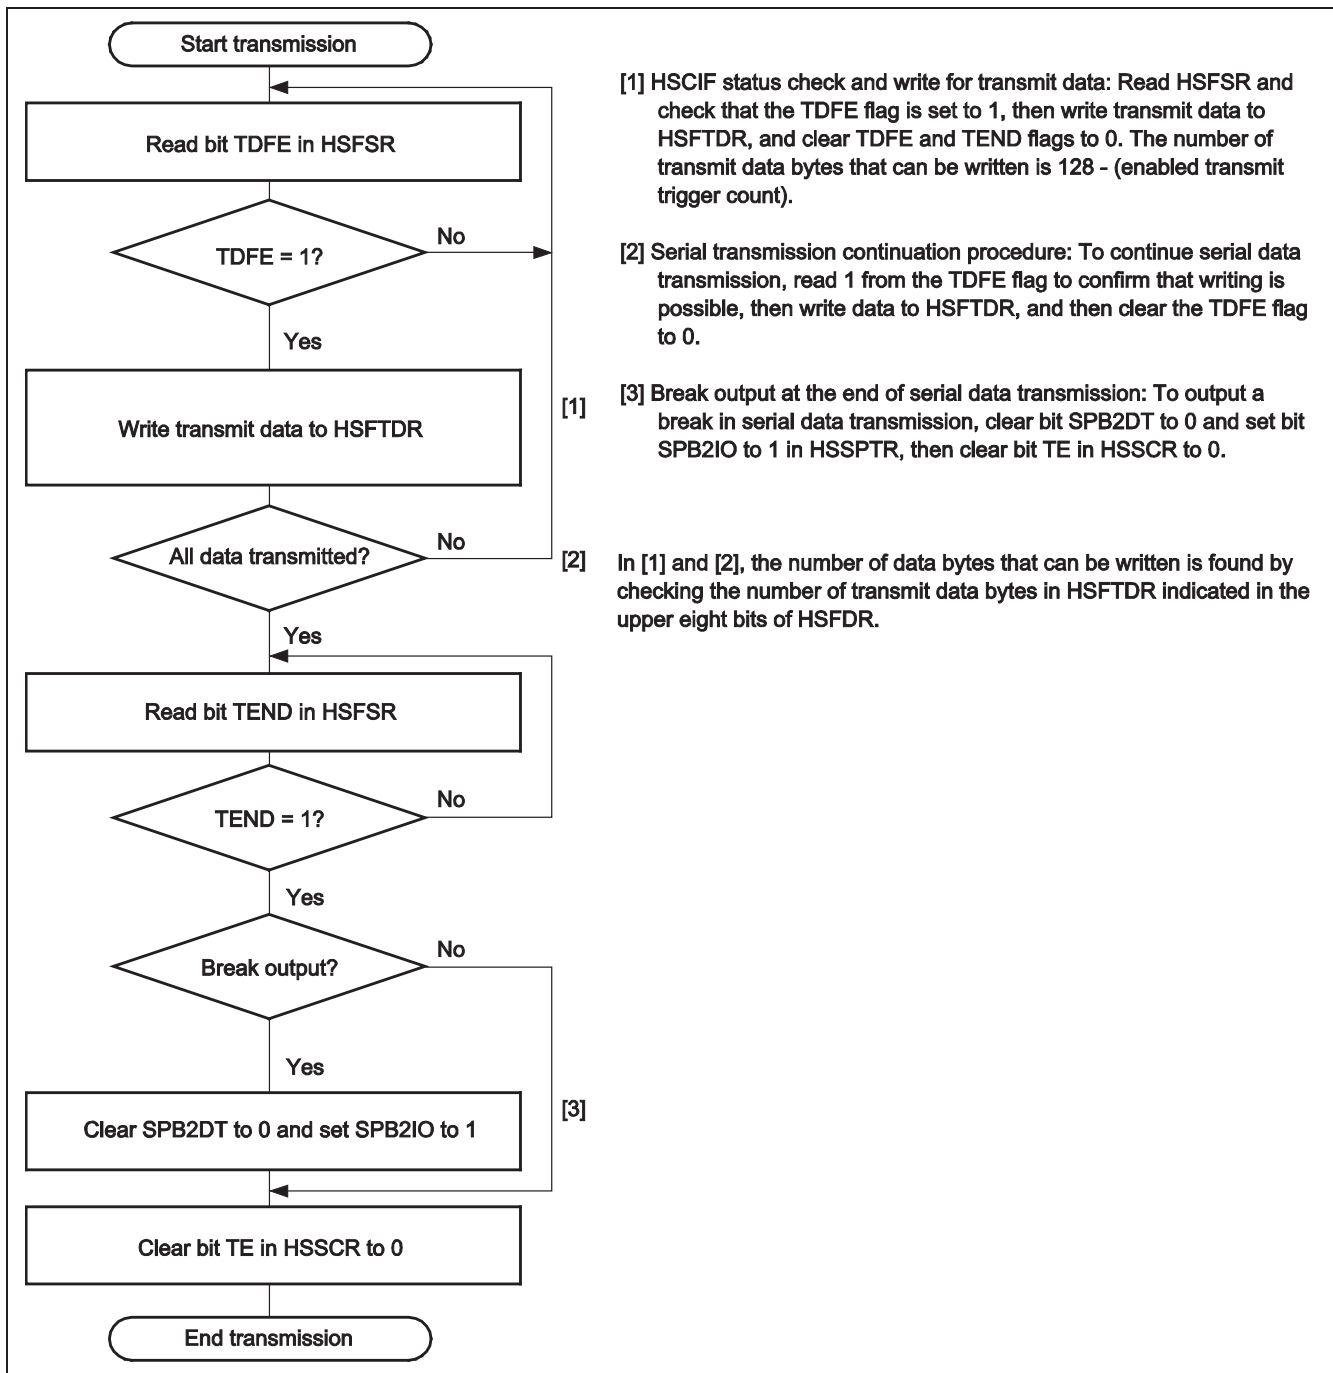 Start transmission
Read bit TDFE in HSFSR
TDFE = 1?
No
Yes
Write transmit data to HSFTDR
[1]
All data transmitted?
No
[2]
Yes
Read bit TEND in HSFSR
TEND = 1?
No
Yes
Break output?
No
Yes
Clear SPB2DT to 0 and set SPB2IO to 1
[3]
Clear bit TE in HSSCR to 0
End transmission
[1] HSCIF status check and write for transmit data: Read HSFSR and
check that the TDFE flag is set to 1, then write transmit data to
HSFTDR, and clear TDFE and TEND flags to 0. The number of
transmit data bytes that can be written is 128 - (enabled transmit
trigger count).
[2] Serial transmission continuation procedure: To continue serial data
transmission, read 1 from the TDFE flag to confirm that writing is
possible, then write data to HSFTDR, and then clear the TDFE flag
to 0.
[3] Break output at the end of serial data transmission: To output a
break in serial data transmission, clear bit SPB2DT to 0 and set bit
SPB2IO to 1 in HSSPTR, then clear bit TE in HSSCR to 0.
In [1] and [2], the number of data bytes that can be written is found by
checking the number of transmit data bytes in HSFTDR indicated in the
upper eight bits of HSFDR.